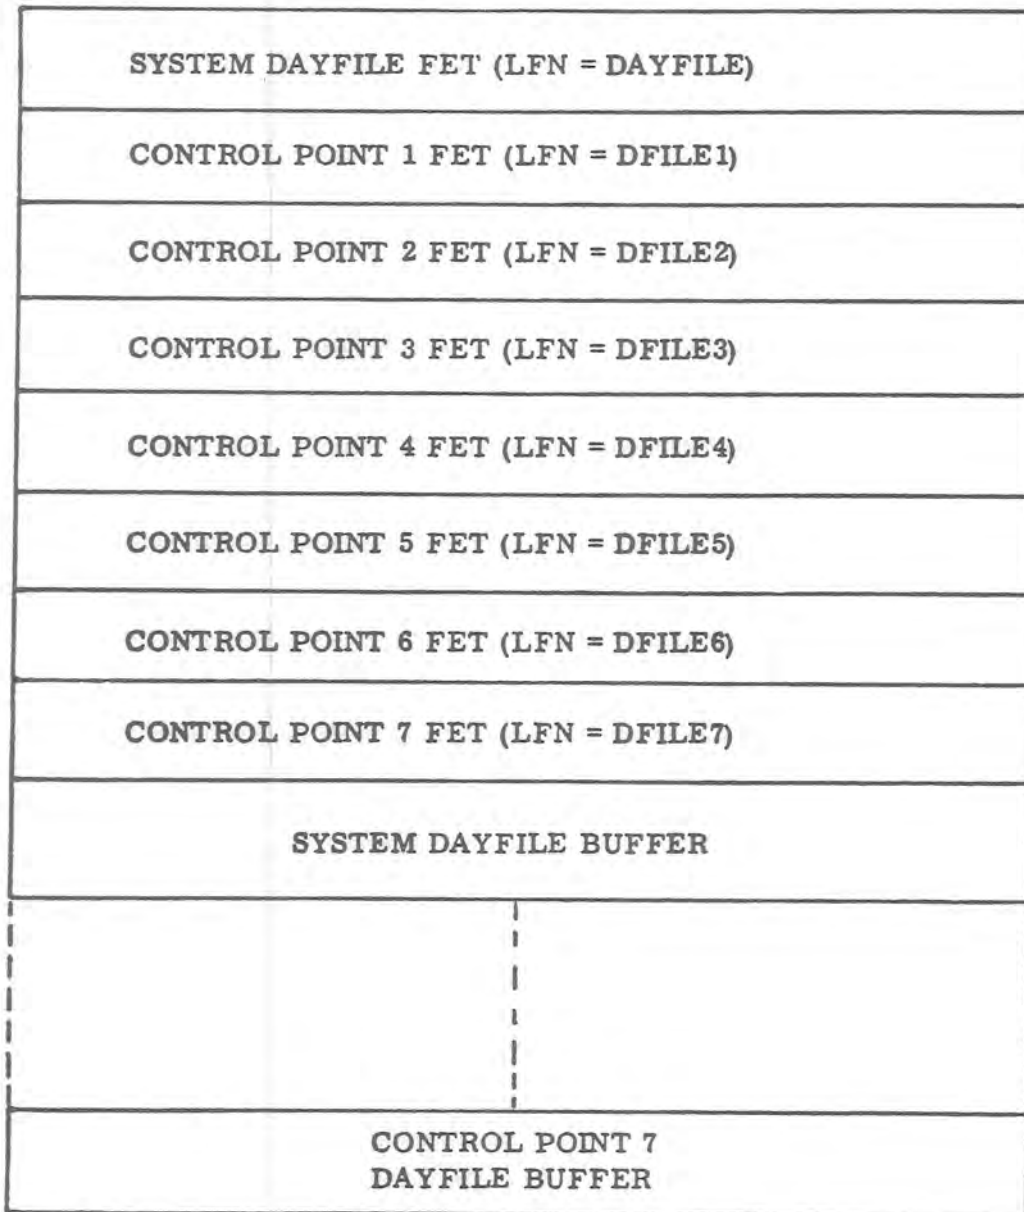 SYSTEM DAYFILE FET (LFN = DAYFILE)
CONTROL POINT 1 FET (LFN = DFILE1)
CONTROL POINT 2 FET (LFN = DFILE2)
CONTROL POINT 3 FET (LFN = DFILE3)
CONTROL POINT 4 FET (LFN = DFILE4)
CONTROL POINT 5 FET (LFN = DFILE5)
CONTROL POINT 6 FET (LFN = DFILE6)
CONTROL POINT 7 FET (LFN = DFILE7)
SYSTEM DAYFILE BUFFER
CONTROL POINT 7
DAYFILE BUFFER